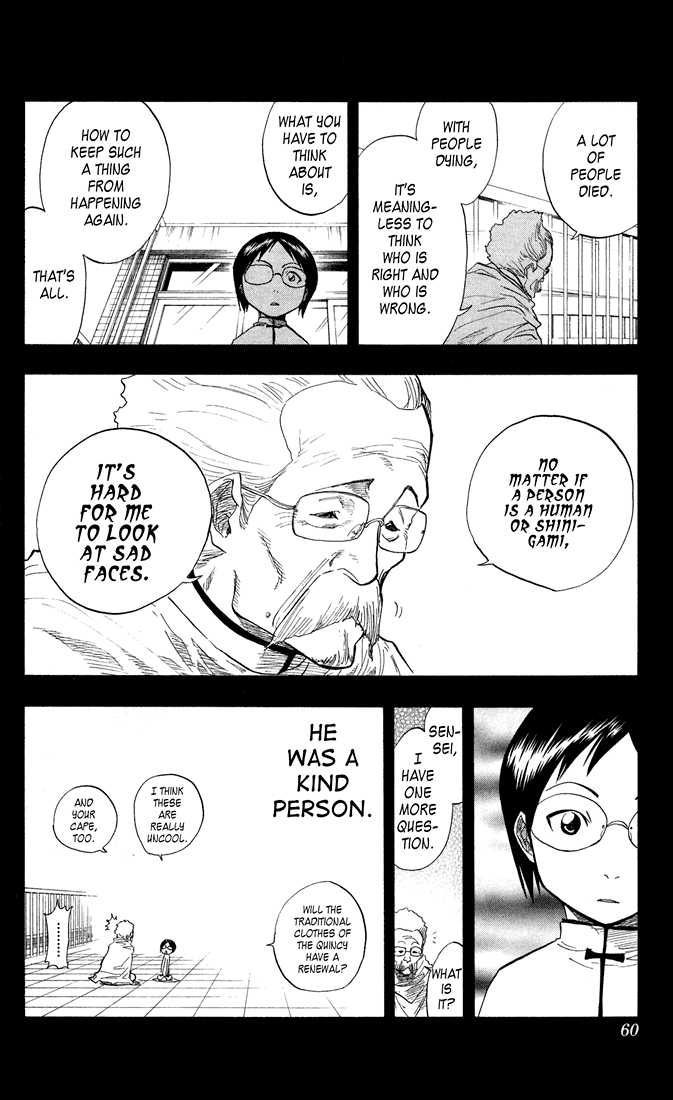 A LOT
OF
PEOPLE
DIED.
WITH
PEOPLE
DYING,
IT'S
MEANING-
LESS TO
THINK
WHO IS
RIGHT AND
WHO IS
WRONG.
WHAT YOU
HAVE TO
THINK
ABOUT
IS,
HOW TO
KEEP SUCH
A THING
FROM
HAPPENING
AGAIN.
THAT'S
ALL.
NO
MATTER IF
A PERSON
IS A HUMAN
OR SHINI-
GAMI,
IT'S
HARD
FOR ME
TO LOOK
AT SAD
FACES.
SEN-
SEI,
I
HAVE
ONE
MORE
QUES-
TION.
WHAT
IS
IT?
HE
WAS A
KIND
PERSON.
WILL THE
TRADITIONAL
CLOTHES
OF THE QUINCY
HAVE A
RENEWAL?
I THINK
THESE
ARE
REALLY
UNCOOL.
AND
YOUR
CAPE,
TOO.
........
60